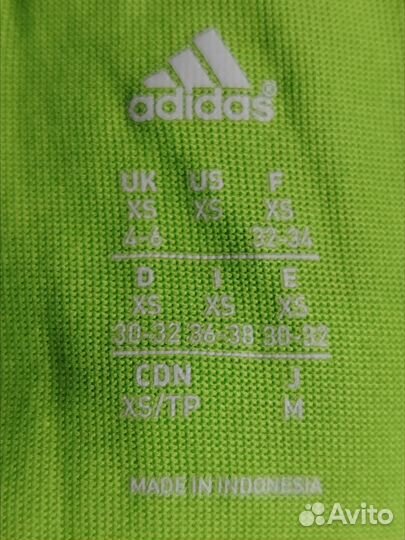 adidas®
UK US F
XS XS XS
4-6 32-34
D I E
XS XS XS
30-32 36-38 30-32
CDN J
XS/TP M
MADE IN INDONESIA
Avito